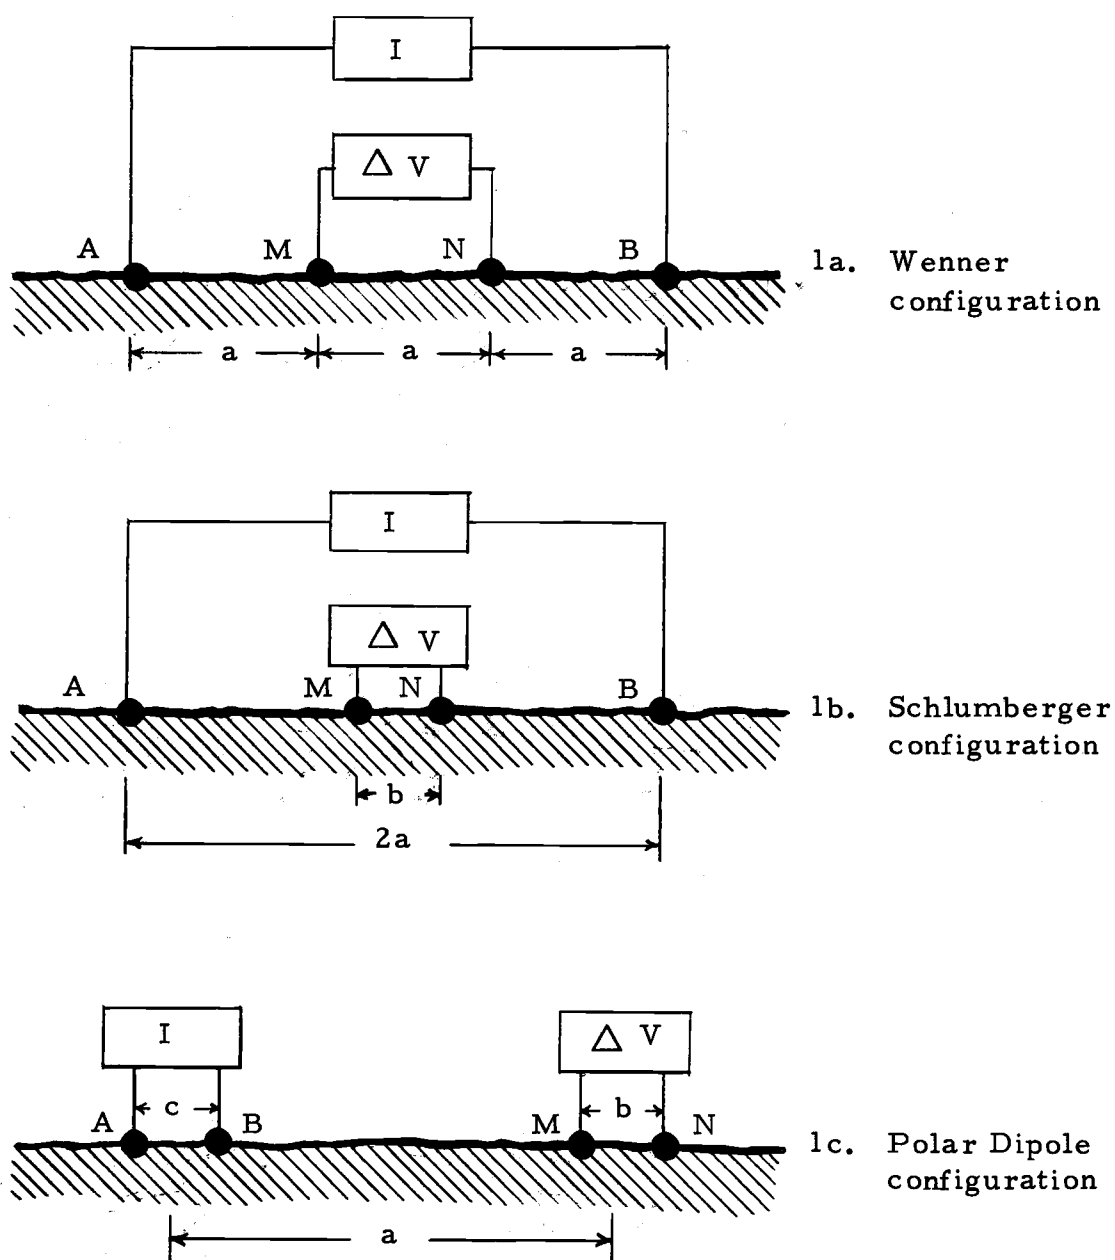 I
Δ V
A M N B
a a a
1a. Wenner
configuration
I
Δ V
A M N B
b
2a
1b. Schlumberger
configuration
I Δ V
A c B M b N
a
1c. Polar Dipole
configuration